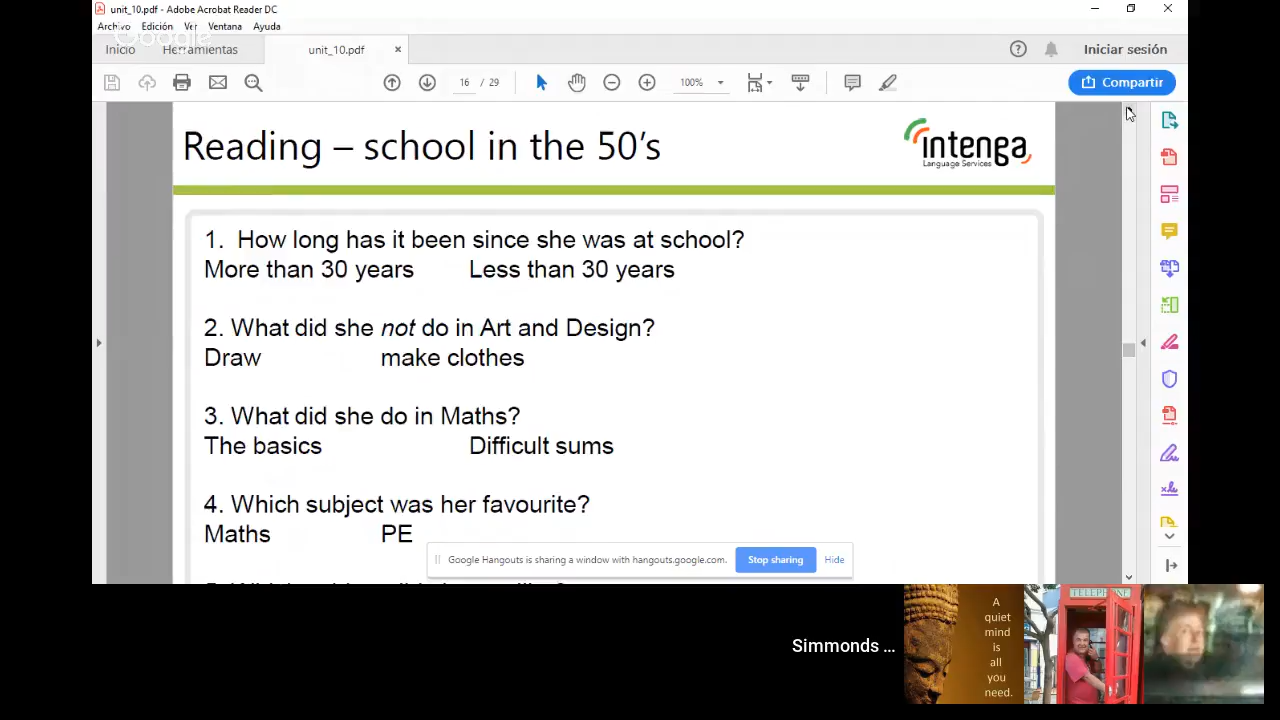 unit_10.pdf - Adobe Acrobat Reader DC
Archivo Edición Ver Ventana Ayuda
Google
Inicio Herramientas unit_10.pdf × Iniciar sesión
16 / 29 100% Compartir
Reading – school in the 50's
intenga
Language Services
1. How long has it been since she was at school?
More than 30 years Less than 30 years
2. What did she not do in Art and Design?
Draw make clothes
3. What did she do in Maths?
The basics Difficult sums
4. Which subject was her favourite?
Maths PE
Google Hangouts is sharing a window with hangouts.google.com. Stop sharing Hide
Simmonds ...
A
quiet
mind
is
all
you
need.
TELEPHONE